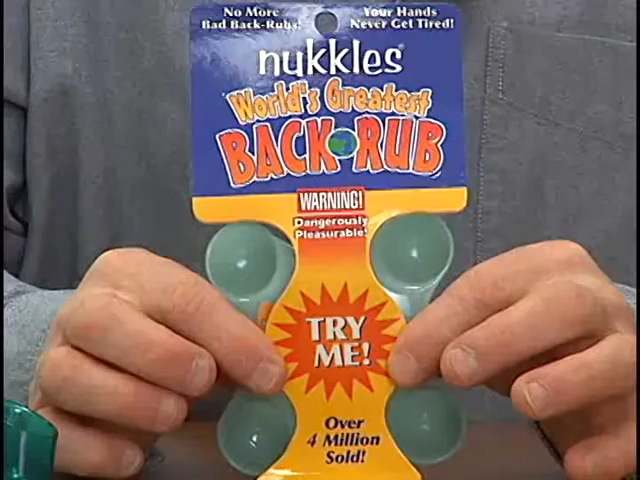 No More
Bad Back-Rubs!
Your Hands
Never Get Tired!
nukkles®
World's Greatest
BACK RUB
WARNING!
Dangerously
Pleasurable!
TRY
ME!
Over
4 Million
Sold!